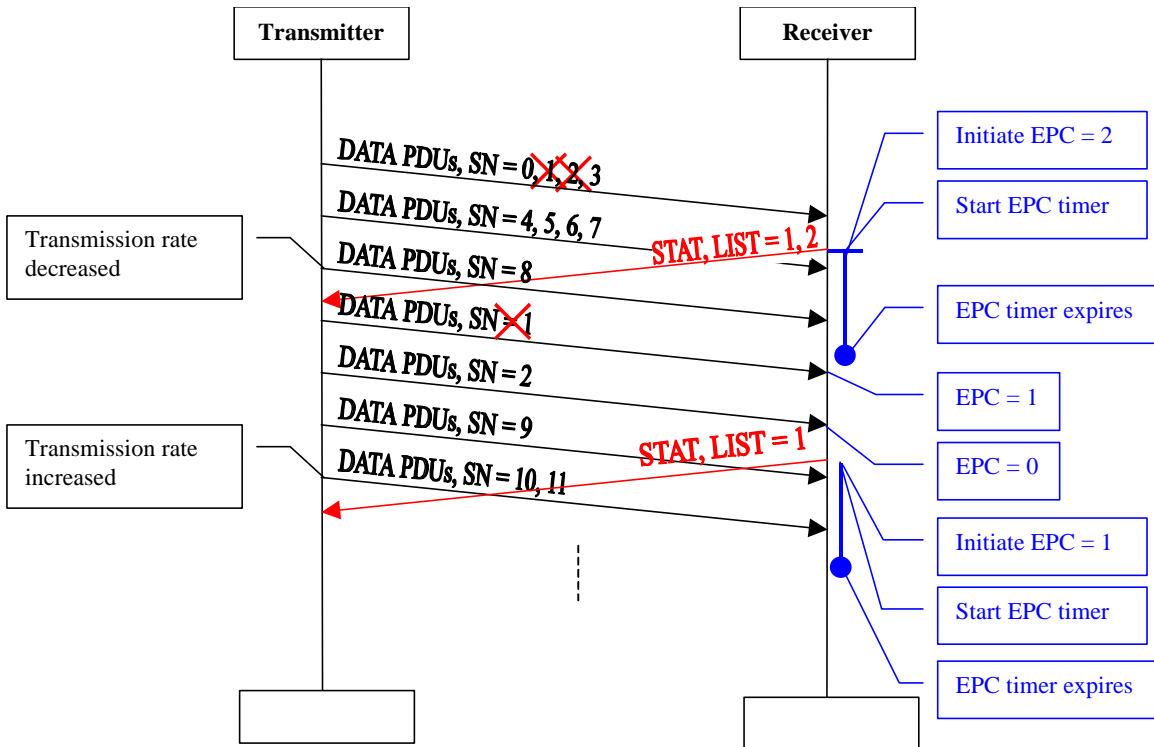 Transmitter
Receiver
Initiate EPC = 2
DATA PDUs, SN = 0, 1, 2, 3
Start EPC timer
DATA PDUs, SN = 4, 5, 6, 7
STAT, LIST = 1, 2
Transmission rate
decreased
DATA PDUs, SN = 8
EPC timer expires
DATA PDUs, SN = 1
DATA PDUs, SN = 2
EPC = 1
DATA PDUs, SN = 9
STAT, LIST = 1
Transmission rate
increased
EPC = 0
DATA PDUs, SN = 10, 11
Initiate EPC = 1
Start EPC timer
EPC timer expires